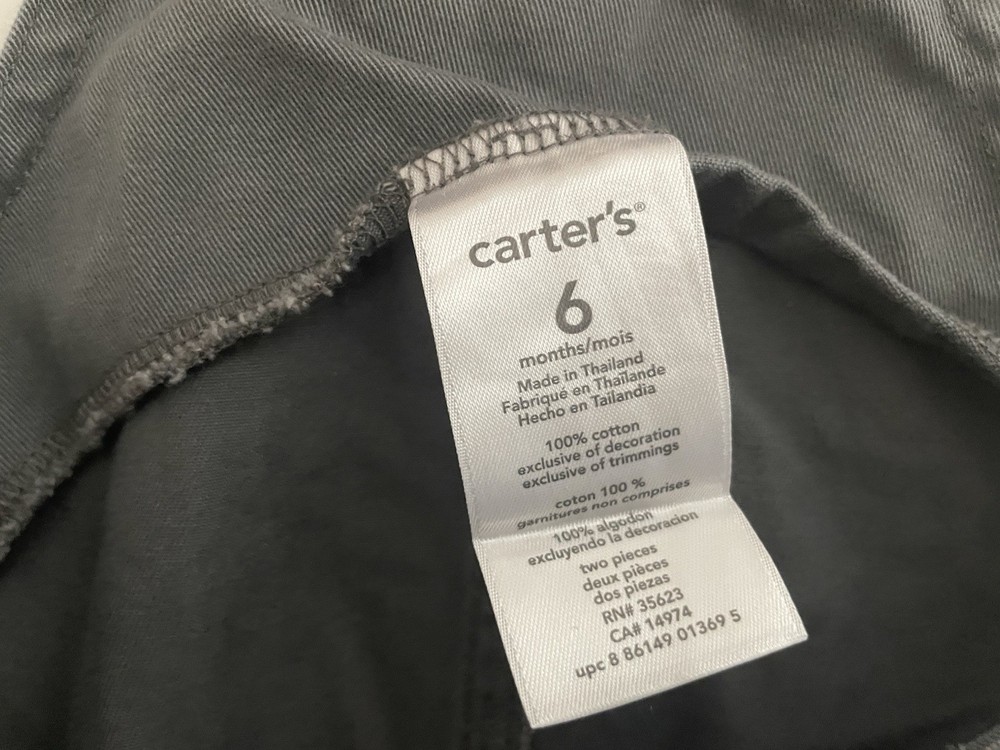 carter's®
6
months/mois
Made in Thailand
Fabriqué en Thaïlande
Hecho en Tailandia
100% cotton
exclusive of decoration
exclusive of trimmings
coton 100 %
garnitures non comprises
100% algodon
excluyendo la decoracion
two pieces
deux pièces
dos piezas
RN# 35623
CA# 14974
upc 8 86149 01369 5